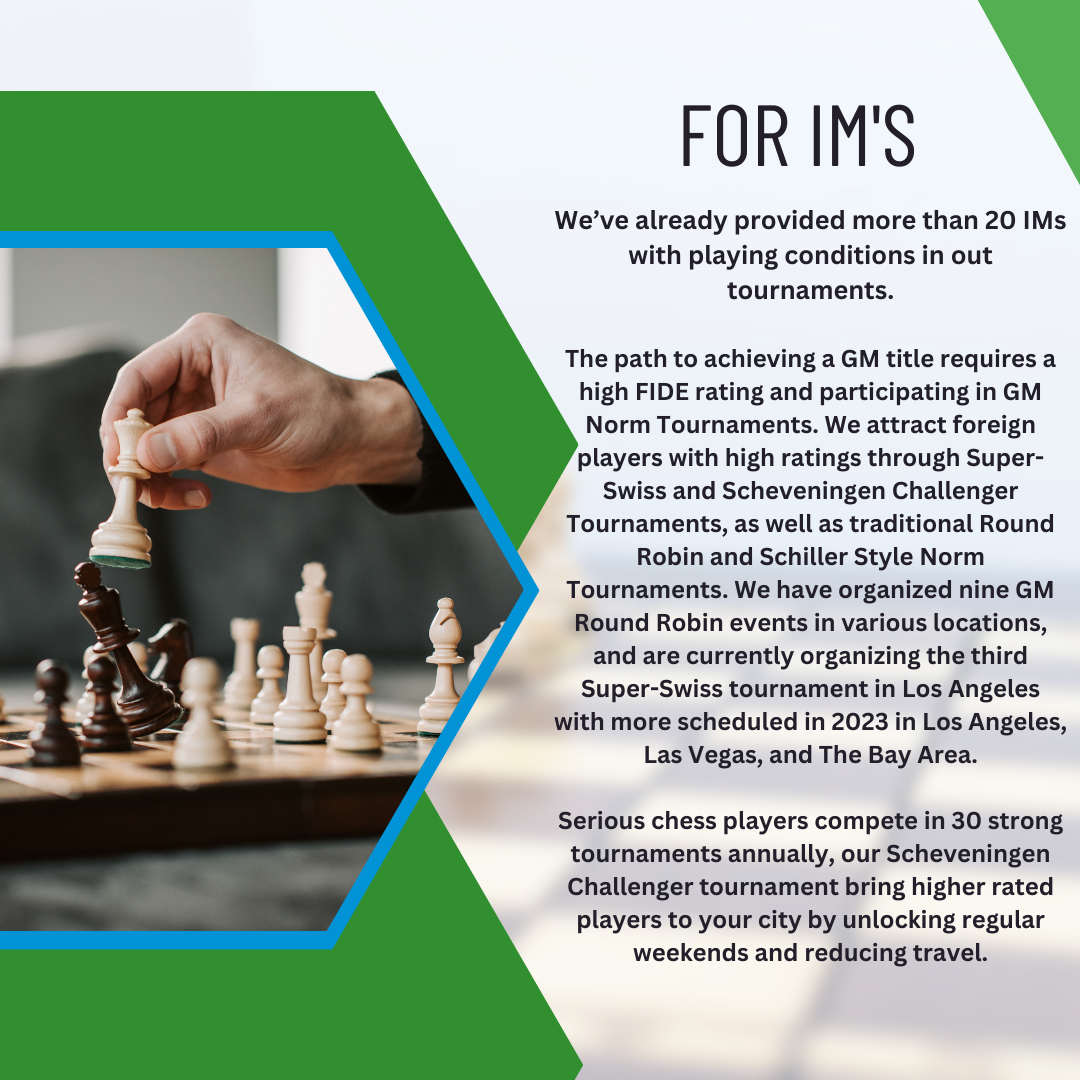 FOR IM'S
We’ve already provided more than 20 IMs
with playing conditions in out
tournaments.
The path to achieving a GM title requires a
high FIDE rating and participating in GM
Norm Tournaments. We attract foreign
players with high ratings through Super-
Swiss and Scheveningen Challenger
Tournaments, as well as traditional Round
Robin and Schiller Style Norm
Tournaments. We have organized nine GM
Round Robin events in various locations,
and are currently organizing the third
Super-Swiss tournament in Los Angeles
with more scheduled in 2023 in Los Angeles,
Las Vegas, and The Bay Area.
Serious chess players compete in 30 strong
tournaments annually, our Scheveningen
Challenger tournament bring higher rated
players to your city by unlocking regular
weekends and reducing travel.